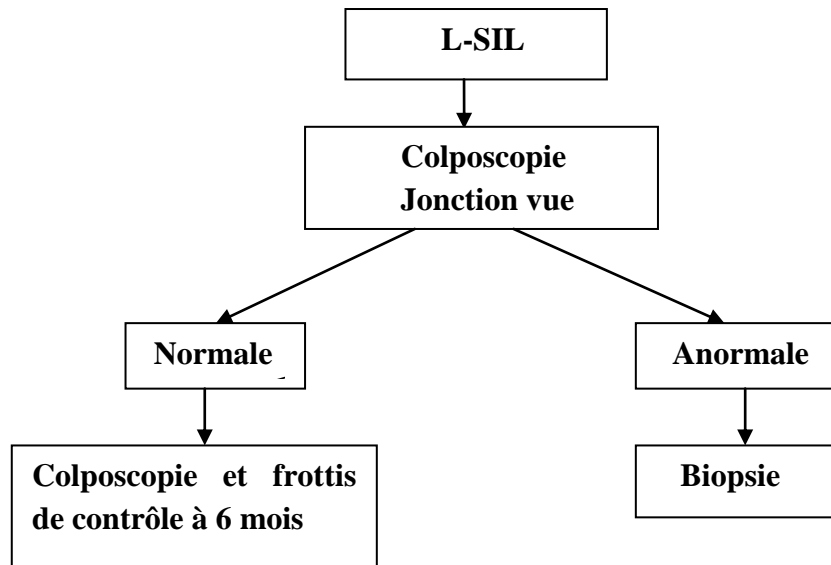 L-SIL
Colposcopie
Jonction vue
Normale
Anormale
Colposcopie et frottis
de contrôle à 6 mois
Biopsie